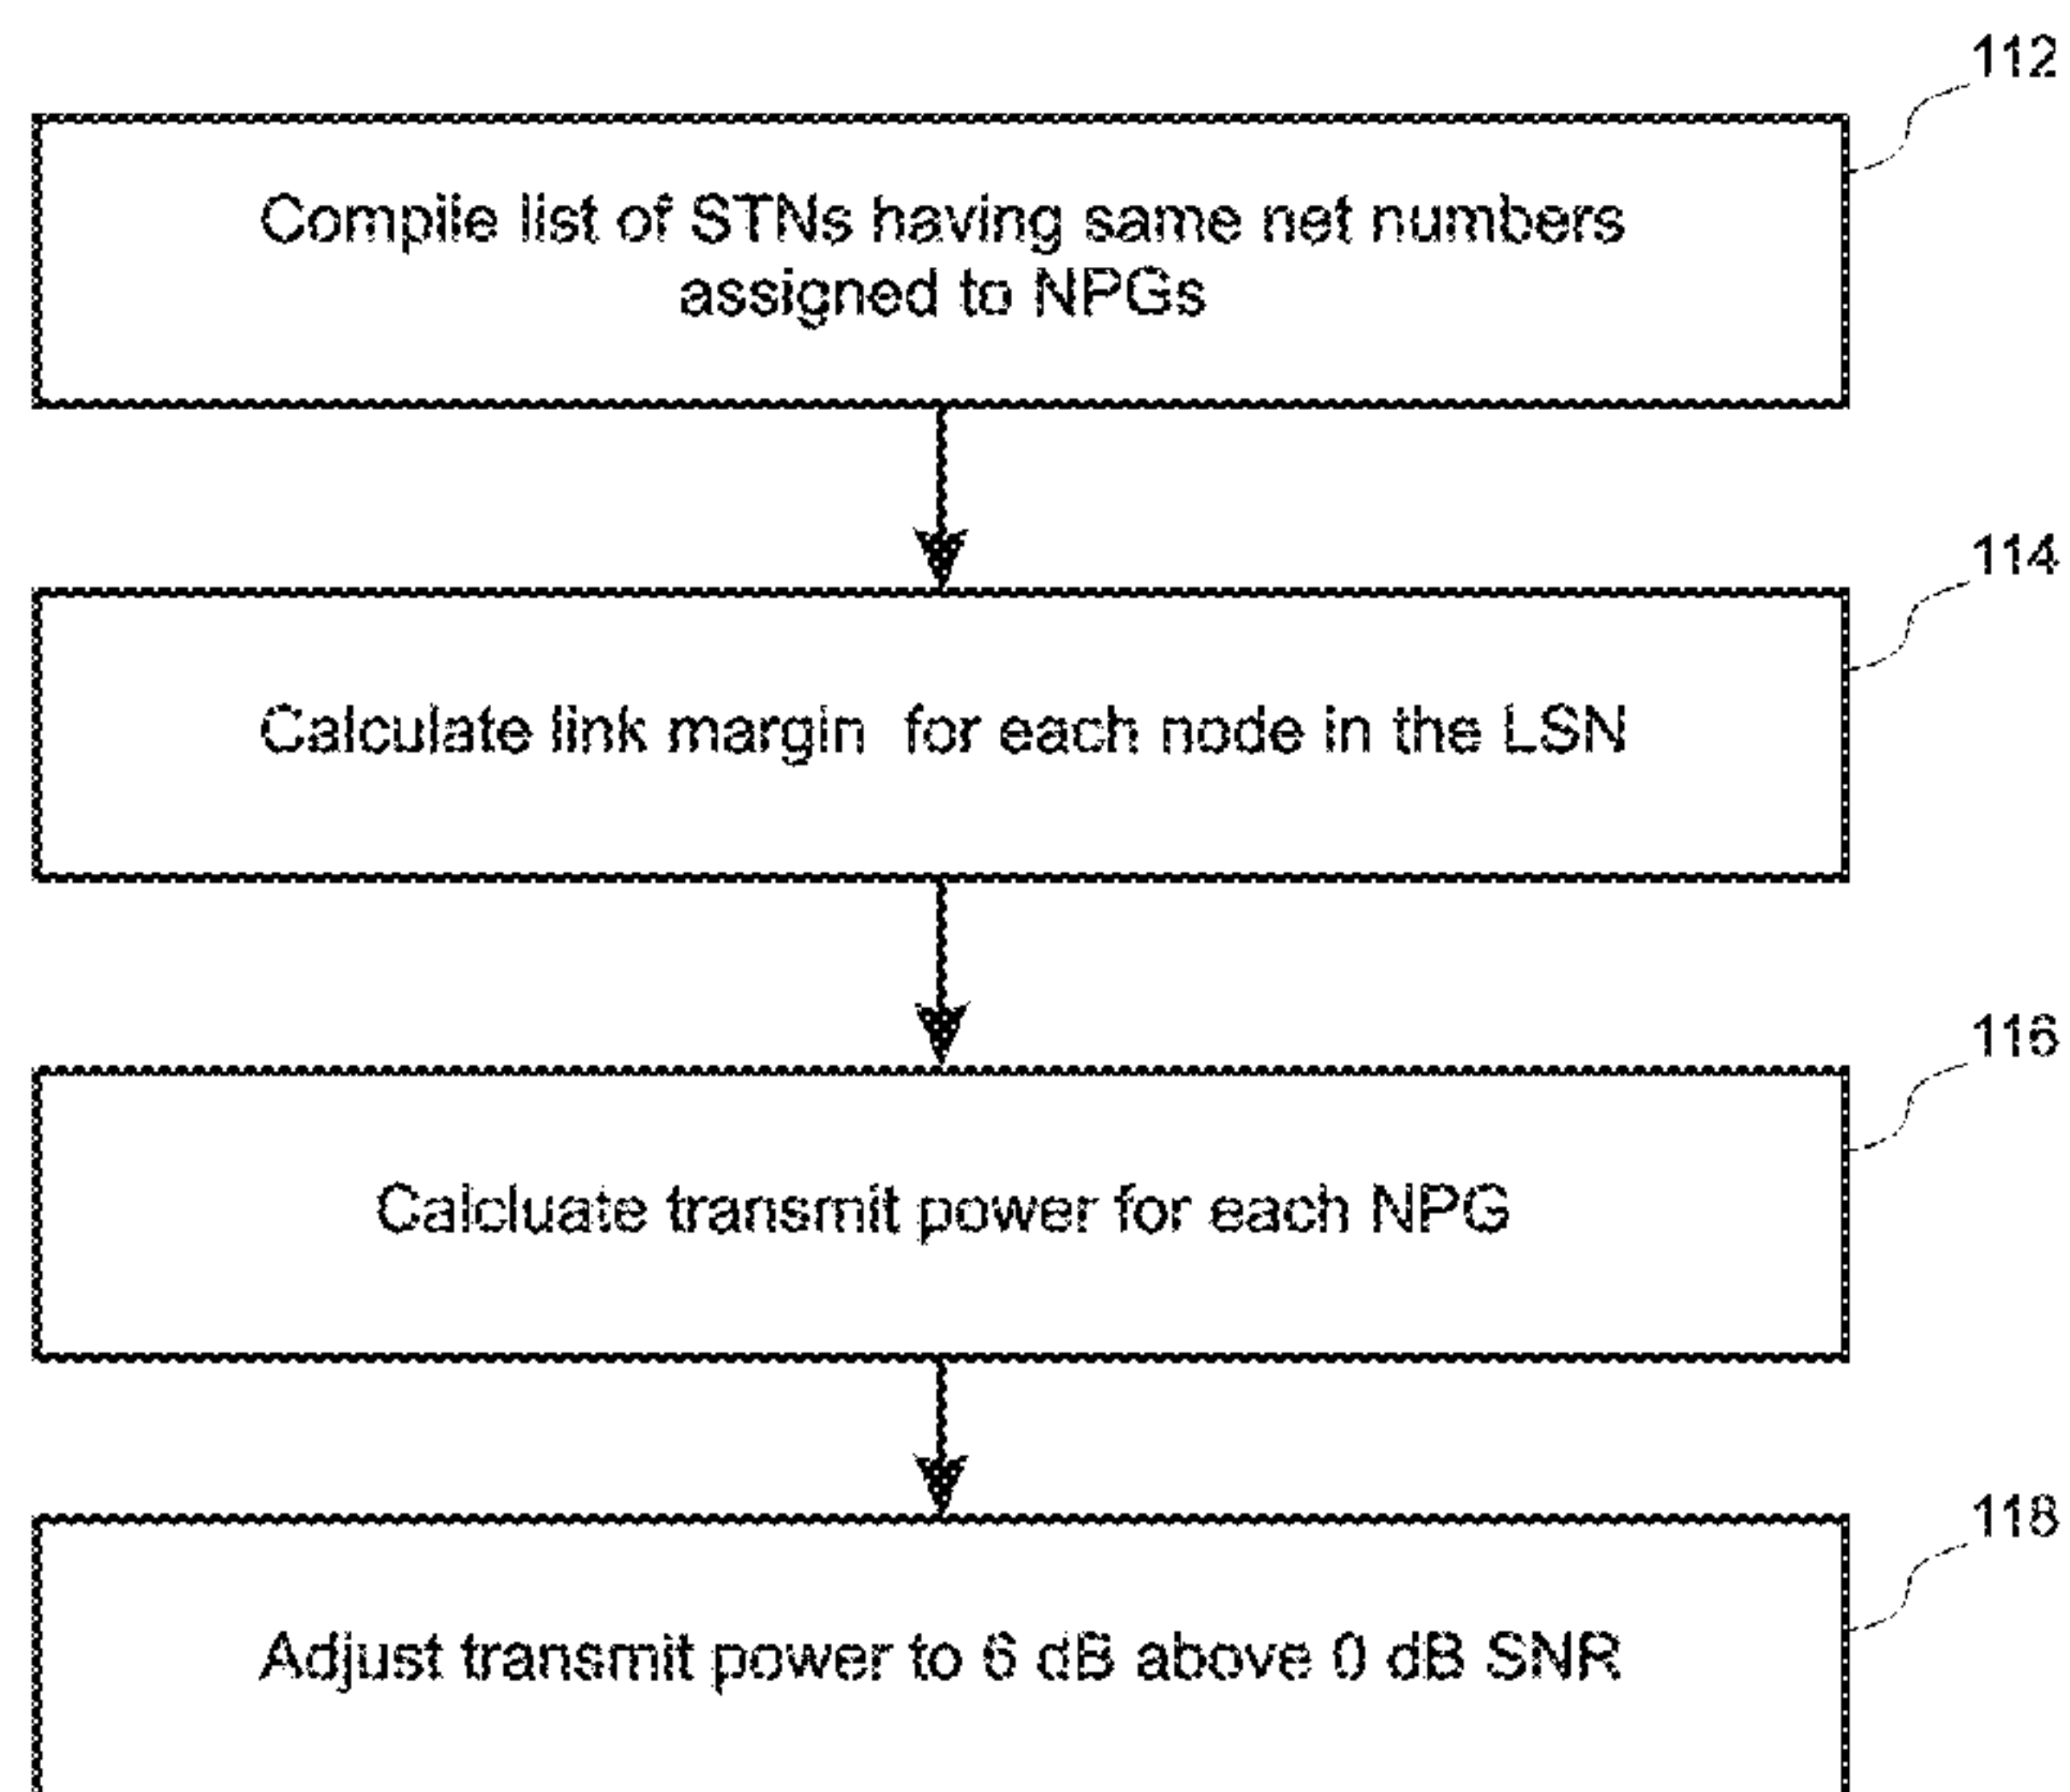 112
Compile list of STNs having same net numbers
assigned to NPGs
114
Calculate link margin for each node in the LSN
116
Calcluate transmit power for each NPG
118
Adjust transmit power to 6 dB above 0 dB SNR